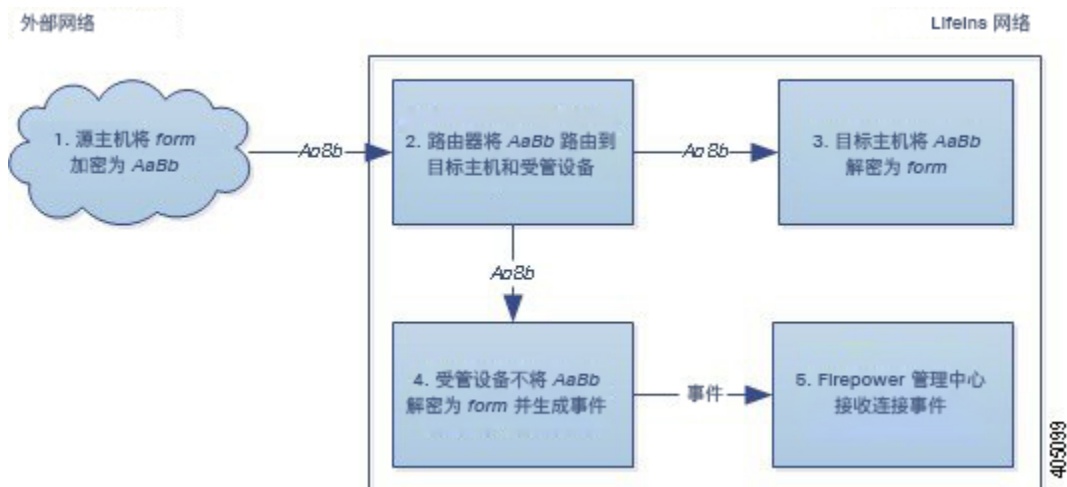 外部网络
LifeIns 网络
1. 源主机将 form
加密为 AaBb
AaBb
2. 路由器将 AaBb 路由到
目标主机和受管设备
AaBb
3. 目标主机将 AaBb
解密为 form
AaBb
4. 受管设备不将 AaBb
解密为 form 并生成事件
事件
5. Firepower 管理中心
接收连接事件
405099